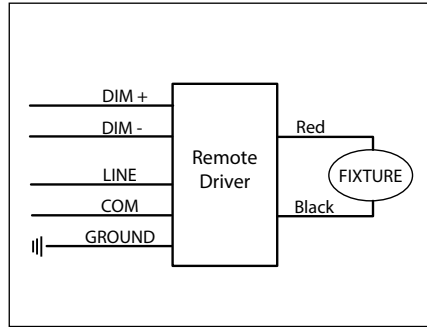 DIM +
DIM -
LINE
COM
GROUND
Remote
Driver
Red
Black
FIXTURE